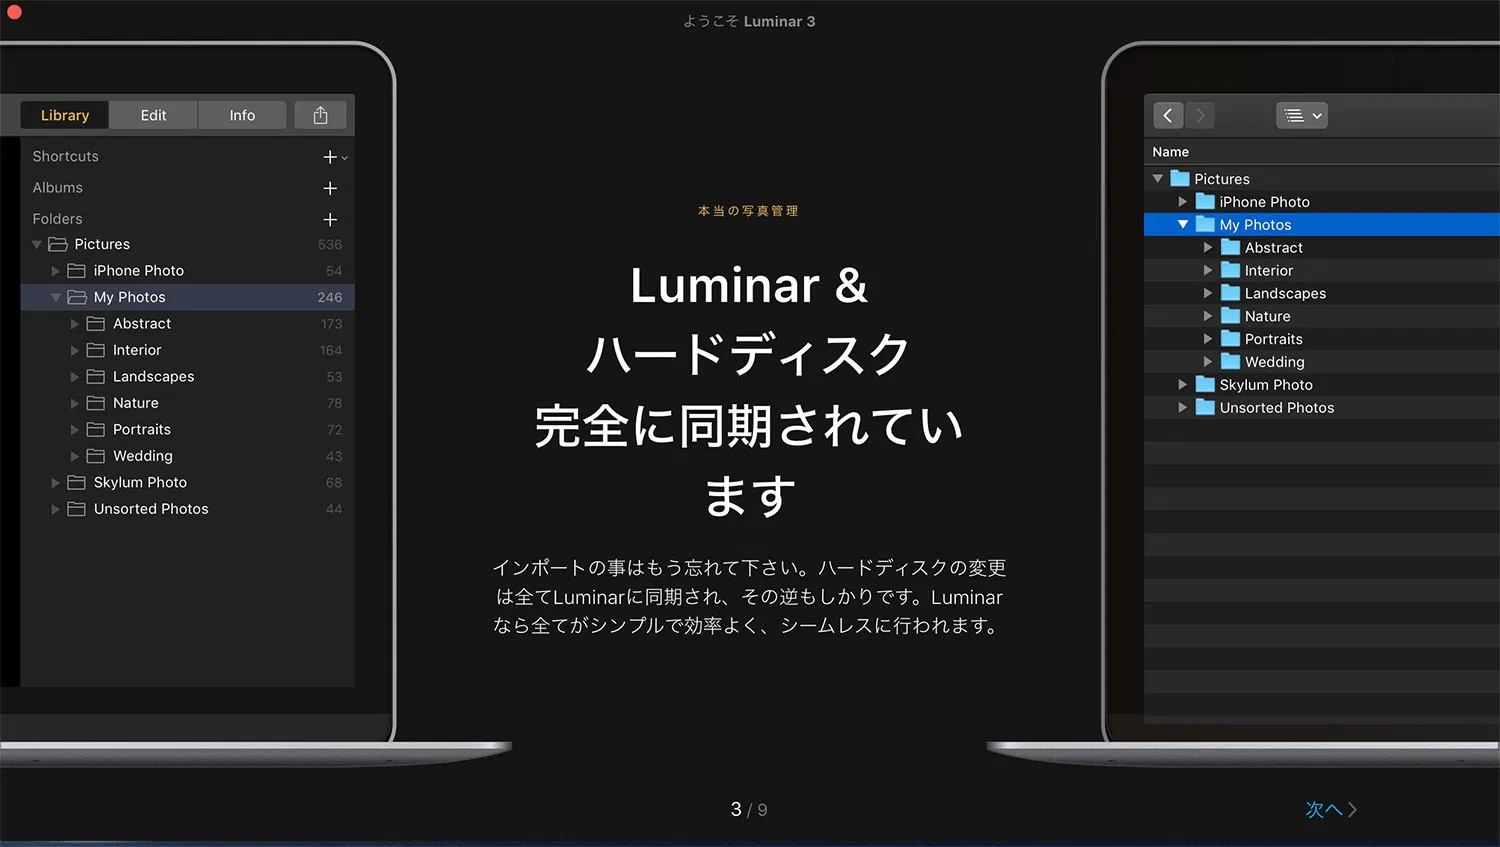 ようこそ Luminar 3
Library Edit Info
Shortcuts
Albums
Folders
Pictures 536
iPhone Photo 54
My Photos 246
Abstract 173
Interior 164
Landscapes 53
Nature 78
Portraits 72
Wedding 43
Skylum Photo 68
Unsorted Photos 44
本当の写真管理
Luminar &
ハードディスク
完全に同期されてい
ます
インポートの事はもう忘れて下さい。ハードディスクの変更
は全てLuminarに同期され、その逆もしかりです。Luminar
なら全てがシンプルで効率よく、シームレスに行われます。
Name
Pictures
iPhone Photo
My Photos
Abstract
Interior
Landscapes
Nature
Portraits
Wedding
Skylum Photo
Unsorted Photos
3 / 9
次へ